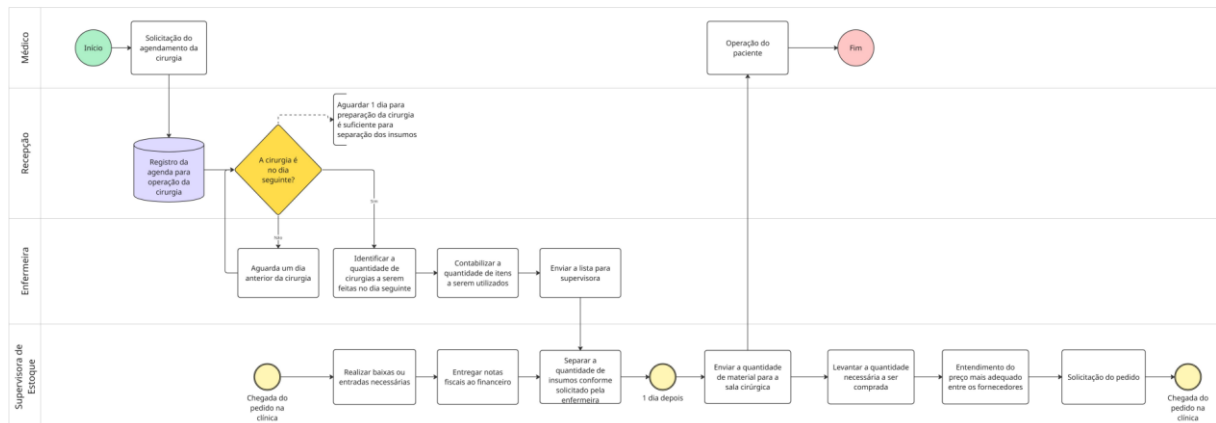 Médico
Início
Solicitação do
agendamento da
cirurgia
Operação do
paciente
Fim
Recepção
Registro da
agenda para
operação da
cirurgia
A cirurgia é
no dia
seguinte?
Aguardar 1 dia para
preparação da cirurgia
é suficiente para
separação dos insumos
Sim
Não
Enfermeira
Aguarda um dia
anterior da cirurgia
Identificar a
quantidade de
cirurgias a serem
feitas no dia seguinte
Contabilizar a
quantidade de itens
a serem utilizados
Enviar a lista para
supervisora
Supervisora de
Estoque
Chegada do
pedido na
clínica
Realizar baixas ou
entradas necessárias
Entregar notas
fiscais ao financeiro
Separar a
quantidade de
insumos conforme
solicitado pela
enfermeira
1 dia depois
Enviar a quantidade
de material para a
sala cirúrgica
Levantar a quantidade
necessária a ser
comprada
Entendimento do
preço mais adequado
entre os fornecedores
Solicitação do pedido
Chegada do
pedido na
clínica